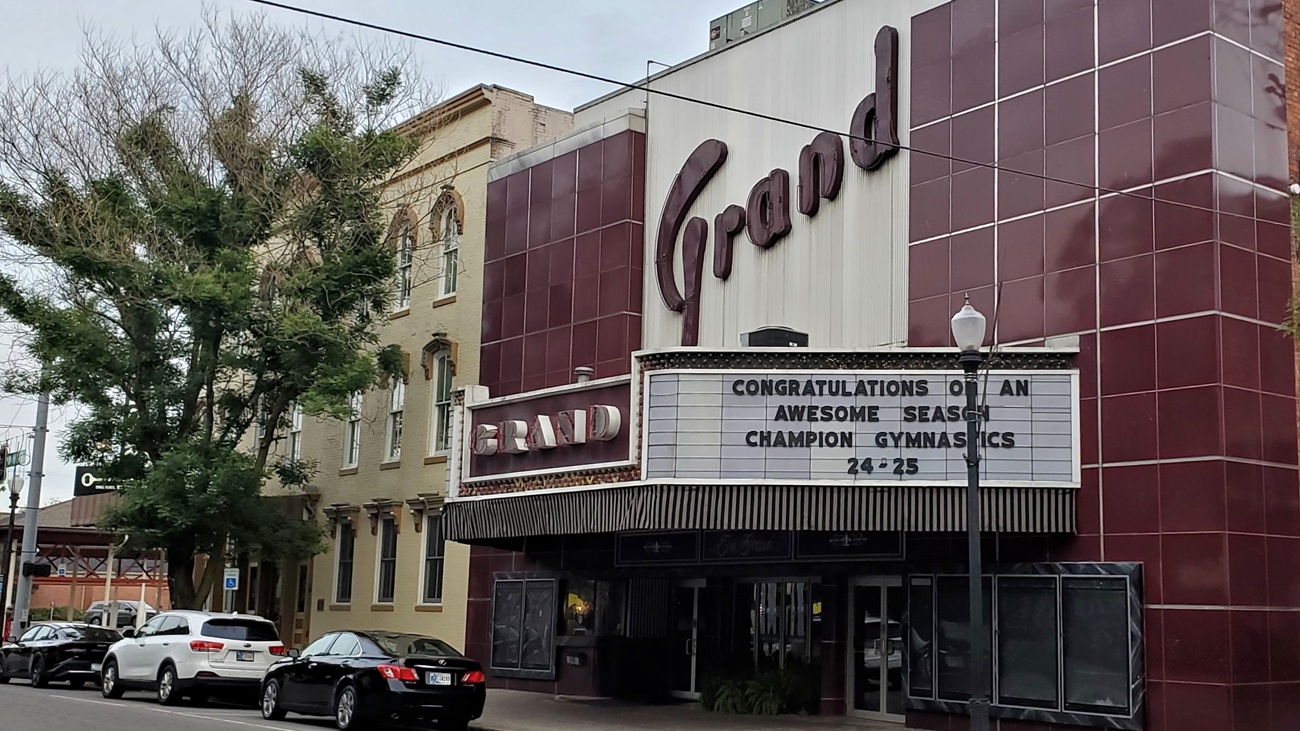 Grand
GRAND
CONGRATULATIONS ON AN
AWESOME SEASON
CHAMPION GYMNASTICS
24-25